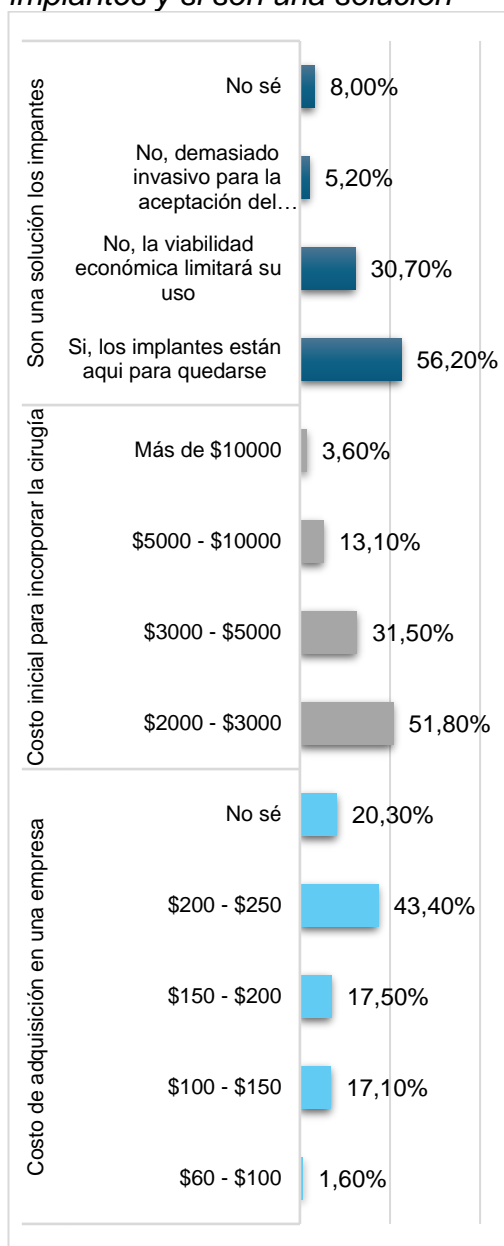 implantes y si son una solución
Son una solución los impantes
No sé
8,00%
No, demasiado
invasivo para la
aceptación del…
5,20%
No, la viabilidad
económica limitará su
uso
30,70%
Si, los implantes están
aqui para quedarse
56,20%
Costo inicial para incorporar la cirugía
Más de $10000
3,60%
$5000 - $10000
13,10%
$3000 - $5000
31,50%
$2000 - $3000
51,80%
Costo de adquisición en una empresa
No sé
20,30%
$200 - $250
43,40%
$150 - $200
17,50%
$100 - $150
17,10%
$60 - $100
1,60%